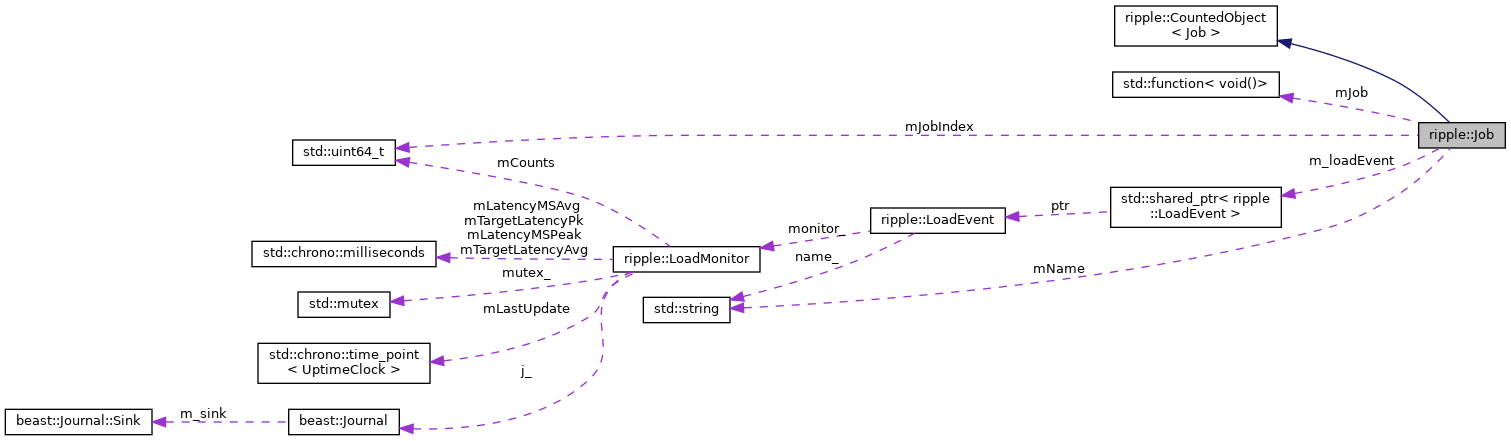 ripple::CountedObject
< Job >
std::function< void()>
mJob
mJobIndex
ripple::Job
std::uint64_t
mCounts
m_loadEvent
mLatencyMSAvg
mTargetLatencyPk
mLatencyMSPeak
mTargetLatencyAvg
std::shared_ptr< ripple
::LoadEvent >
ptr
ripple::LoadEvent
monitor_
name_
std::chrono::milliseconds
ripple::LoadMonitor
mutex_
mName
std::mutex
mLastUpdate
std::string
std::chrono::time_point
< UptimeClock >
j_
m_sink
beast::Journal::Sink
beast::Journal